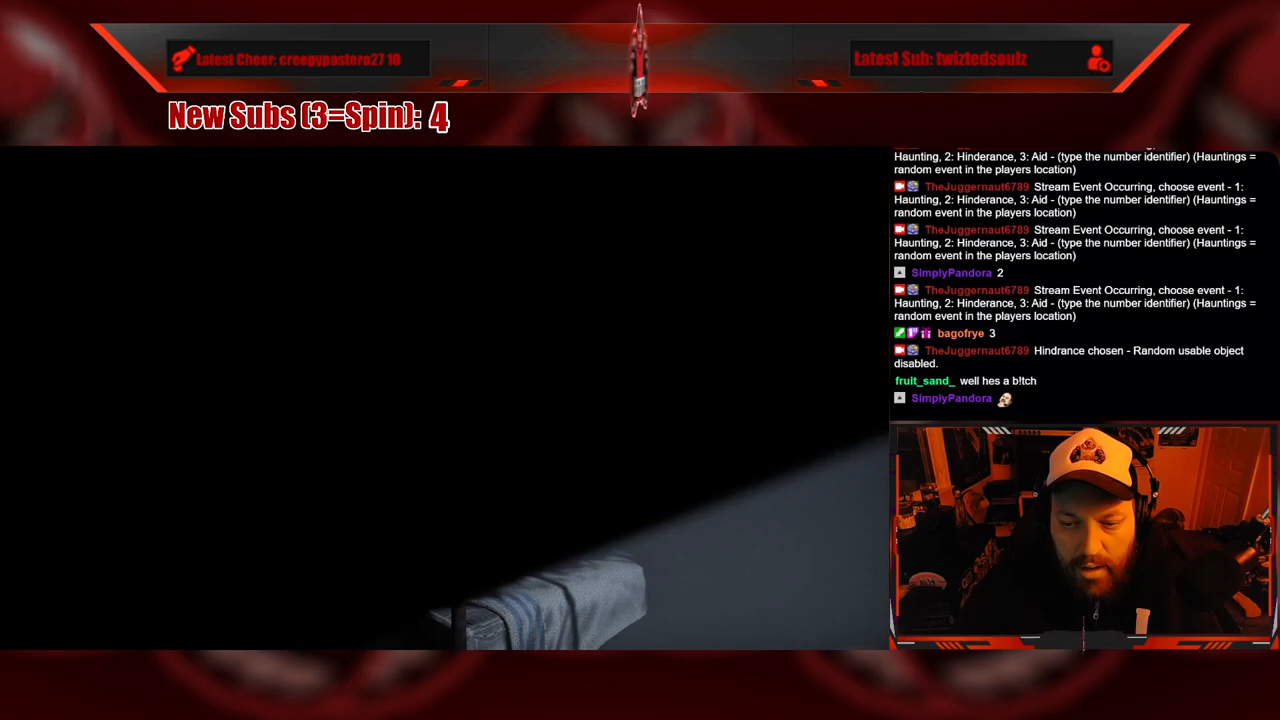 Latest Cheer: creepypastero27 10
Latest Sub: twiztedsoulz
New Subs (3=Spin): 4
Haunting, 2: Hinderance, 3: Aid - (type the number identifier) (Hauntings =
random event in the players location)
TheJuggernaut6789 Stream Event Occurring, choose event - 1:
Haunting, 2: Hinderance, 3: Aid - (type the number identifier) (Hauntings =
random event in the players location)
TheJuggernaut6789 Stream Event Occurring, choose event - 1:
Haunting, 2: Hinderance, 3: Aid - (type the number identifier) (Hauntings =
random event in the players location)
SimplyPandora 2
TheJuggernaut6789 Stream Event Occurring, choose event - 1:
Haunting, 2: Hinderance, 3: Aid - (type the number identifier) (Hauntings =
random event in the players location)
bagofrye 3
TheJuggernaut6789 Hindrance chosen - Random usable object
disabled.
fruit_sand_ well hes a b!tch
SimplyPandora